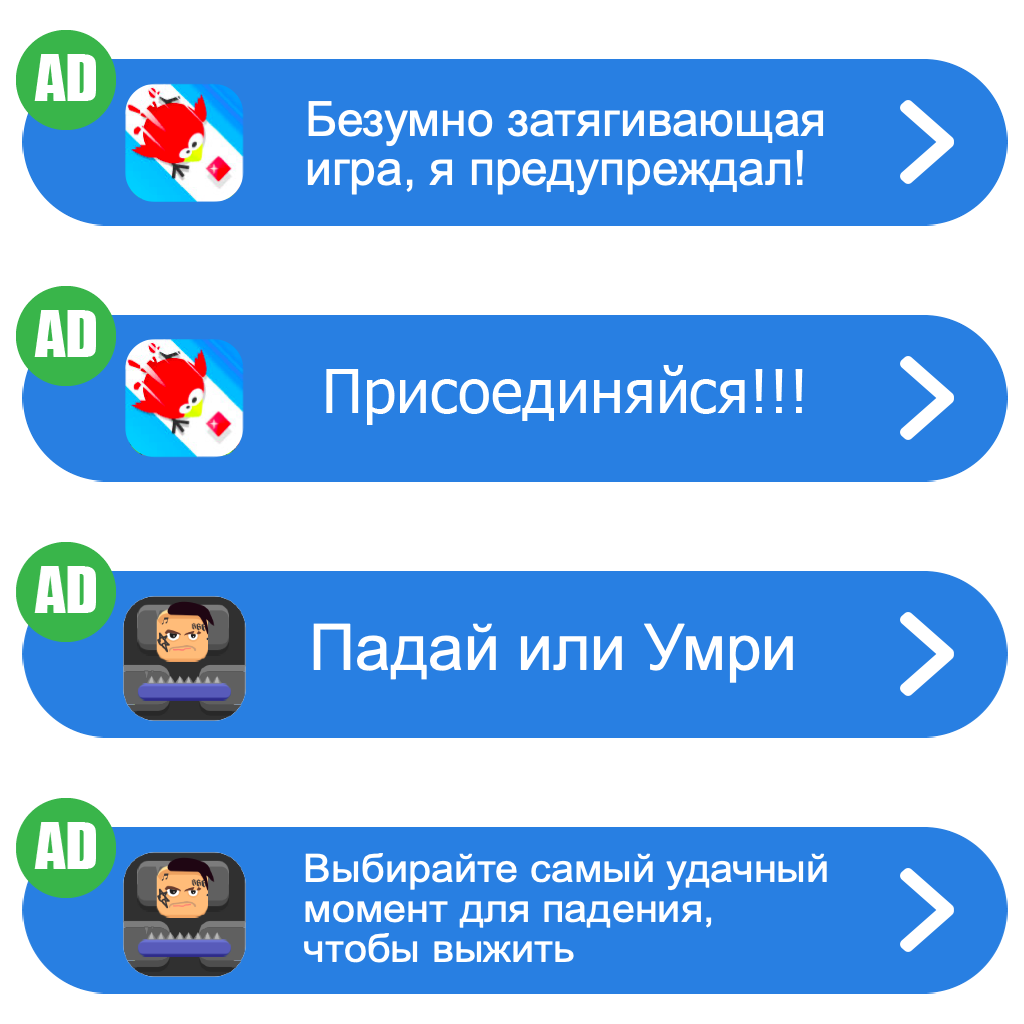 AD
Безумно затягивающая
игра, я предупреждал!
AD
Присоединяйся!!!
AD
Падай или Умри
AD
Выбирайте самый удачный
момент для падения,
чтобы выжить